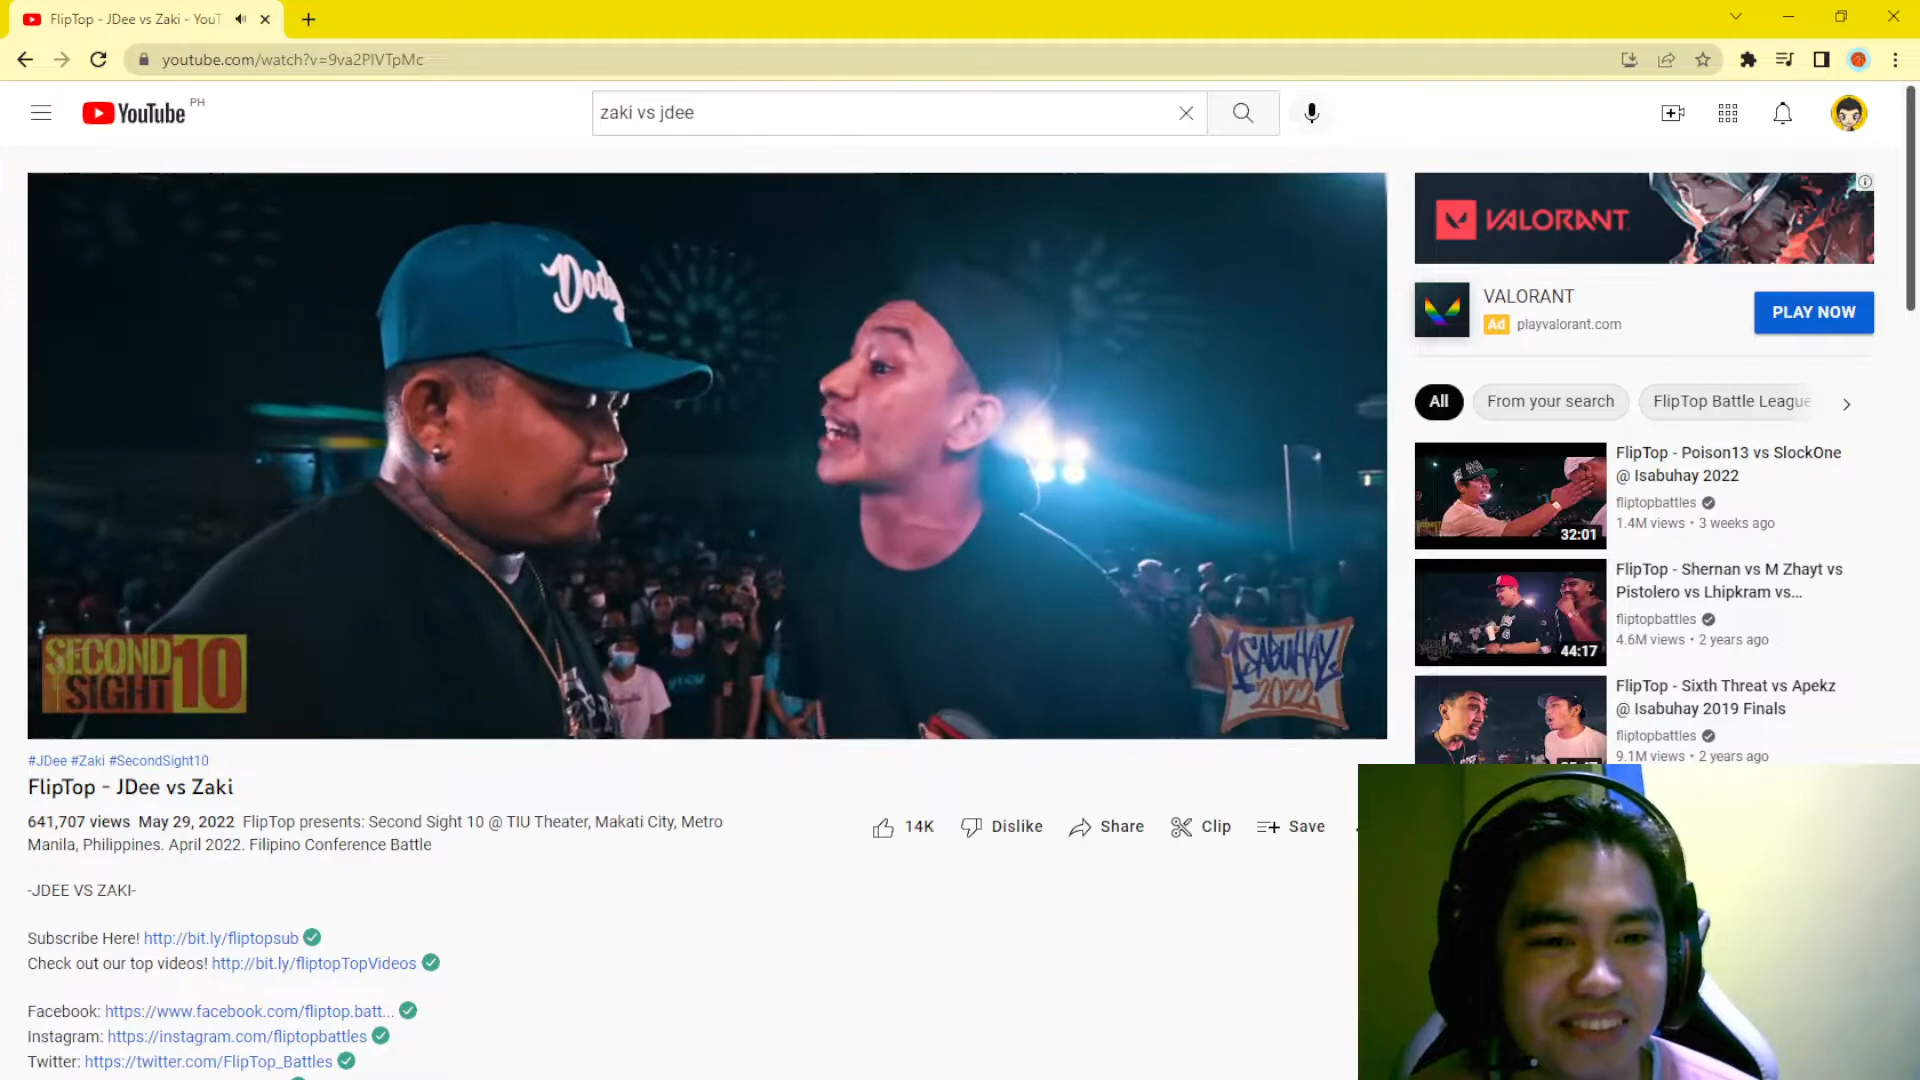 FlipTop - JDee vs Zaki - YouT
youtube.com/watch?v=9va2PlVTpMc
YouTube PH
zaki vs jdee
Dod
SECOND
SIGHT 10
ISABUHAY
2022
#JDee #Zaki #SecondSight10
FlipTop - JDee vs Zaki
641,707 views May 29, 2022 FlipTop presents: Second Sight 10 @ TIU Theater, Makati City, Metro
Manila, Philippines. April 2022. Filipino Conference Battle
14K
Dislike
Share
Clip
Save
-JDEE VS ZAKI-
Subscribe Here! http://bit.ly/fliptopsub
Check out our top videos! http://bit.ly/fliptopTopVideos
Facebook: https://www.facebook.com/fliptop.batt...
Instagram: https://instagram.com/fliptopbattles
Twitter: https://twitter.com/FlipTop_Battles
VALORANT
VALORANT
Ad playvalorant.com
PLAY NOW
All
From your search
FlipTop Battle League
FlipTop - Poison13 vs SlockOne
@ Isabuhay 2022
fliptopbattles
1.4M views • 3 weeks ago
32:01
FlipTop - Shernan vs M Zhayt vs
Pistolero vs Lhipkram vs...
fliptopbattles
4.6M views • 2 years ago
44:17
FlipTop - Sixth Threat vs Apekz
@ Isabuhay 2019 Finals
fliptopbattles
9.1M views • 2 years ago